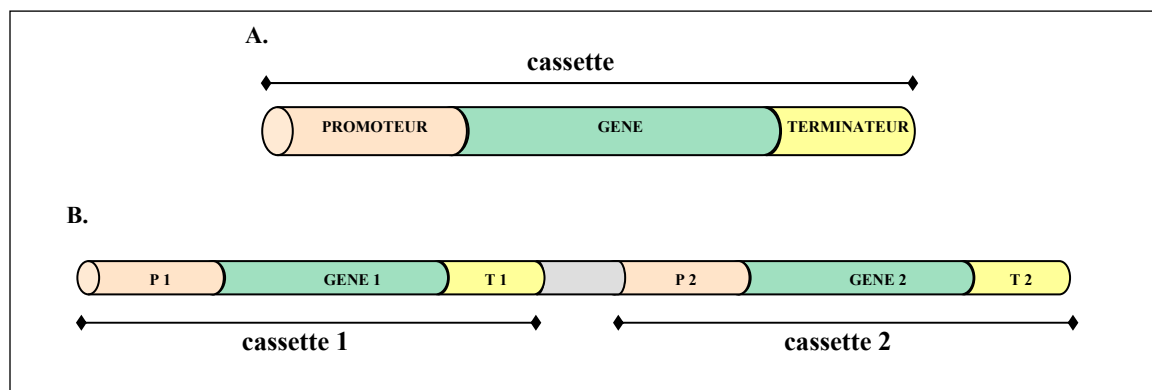 A.
cassette
PROMOTEUR GENE TERMINATEUR
B.
P 1 GENE 1 T 1 P 2 GENE 2 T 2
cassette 1 cassette 2